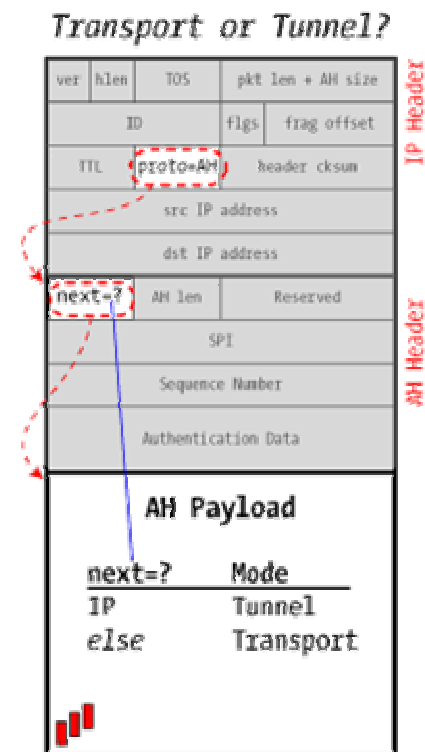 Transport or Tunnel?
ver hlen TOS pkt len + AH size
ID flgs frag offset
TTL proto=AH header cksum
src IP address
dst IP address
IP Header
next=? AH len Reserved
SPI
Sequence Number
Authentication Data
AH Header
AH Payload
next=? Mode
IP Tunnel
else Transport